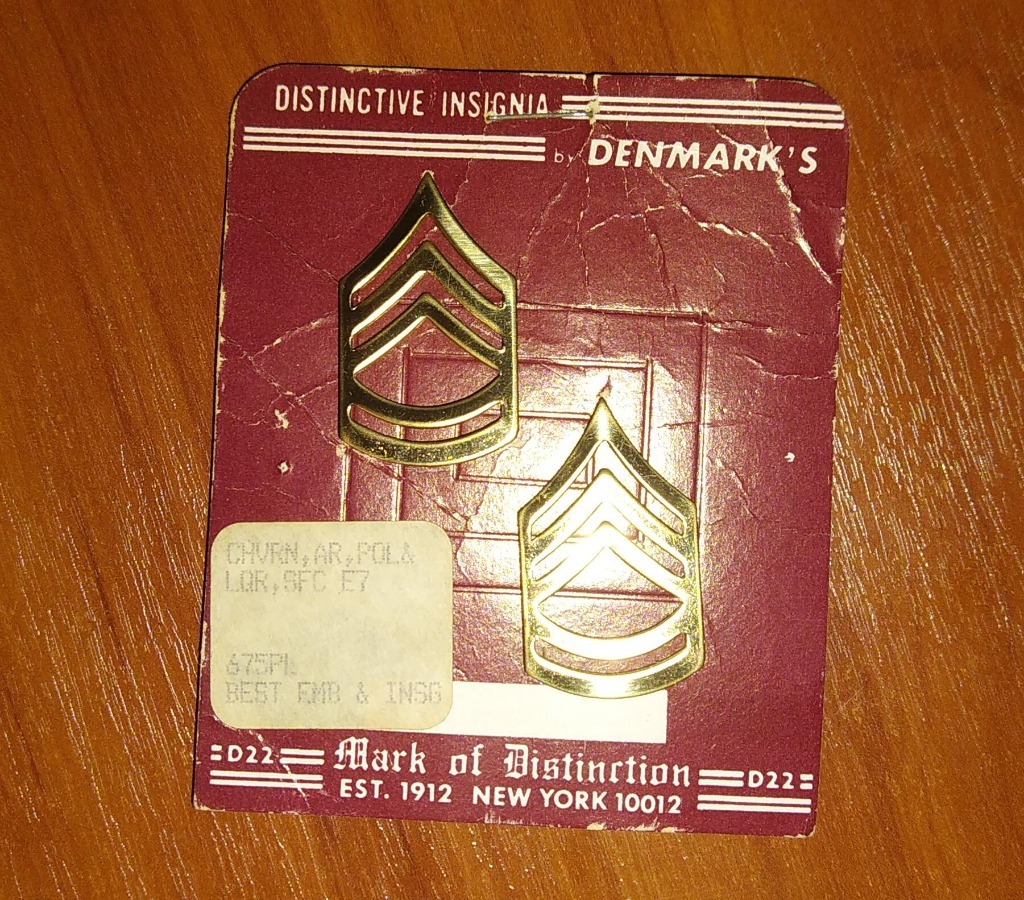 DISTINCTIVE INSIGNIA
by DENMARK'S
CHVRN,AR,POL&
LQR,SFC E7
675PL
BEST EMB & INSG
D22 Mark of Distinction D22
EST. 1912 NEW YORK 10012